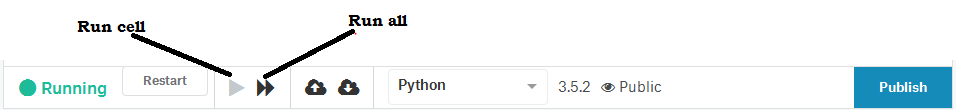 Run cell
Run all
Running
Restart
Python
3.5.2
Public
Publish